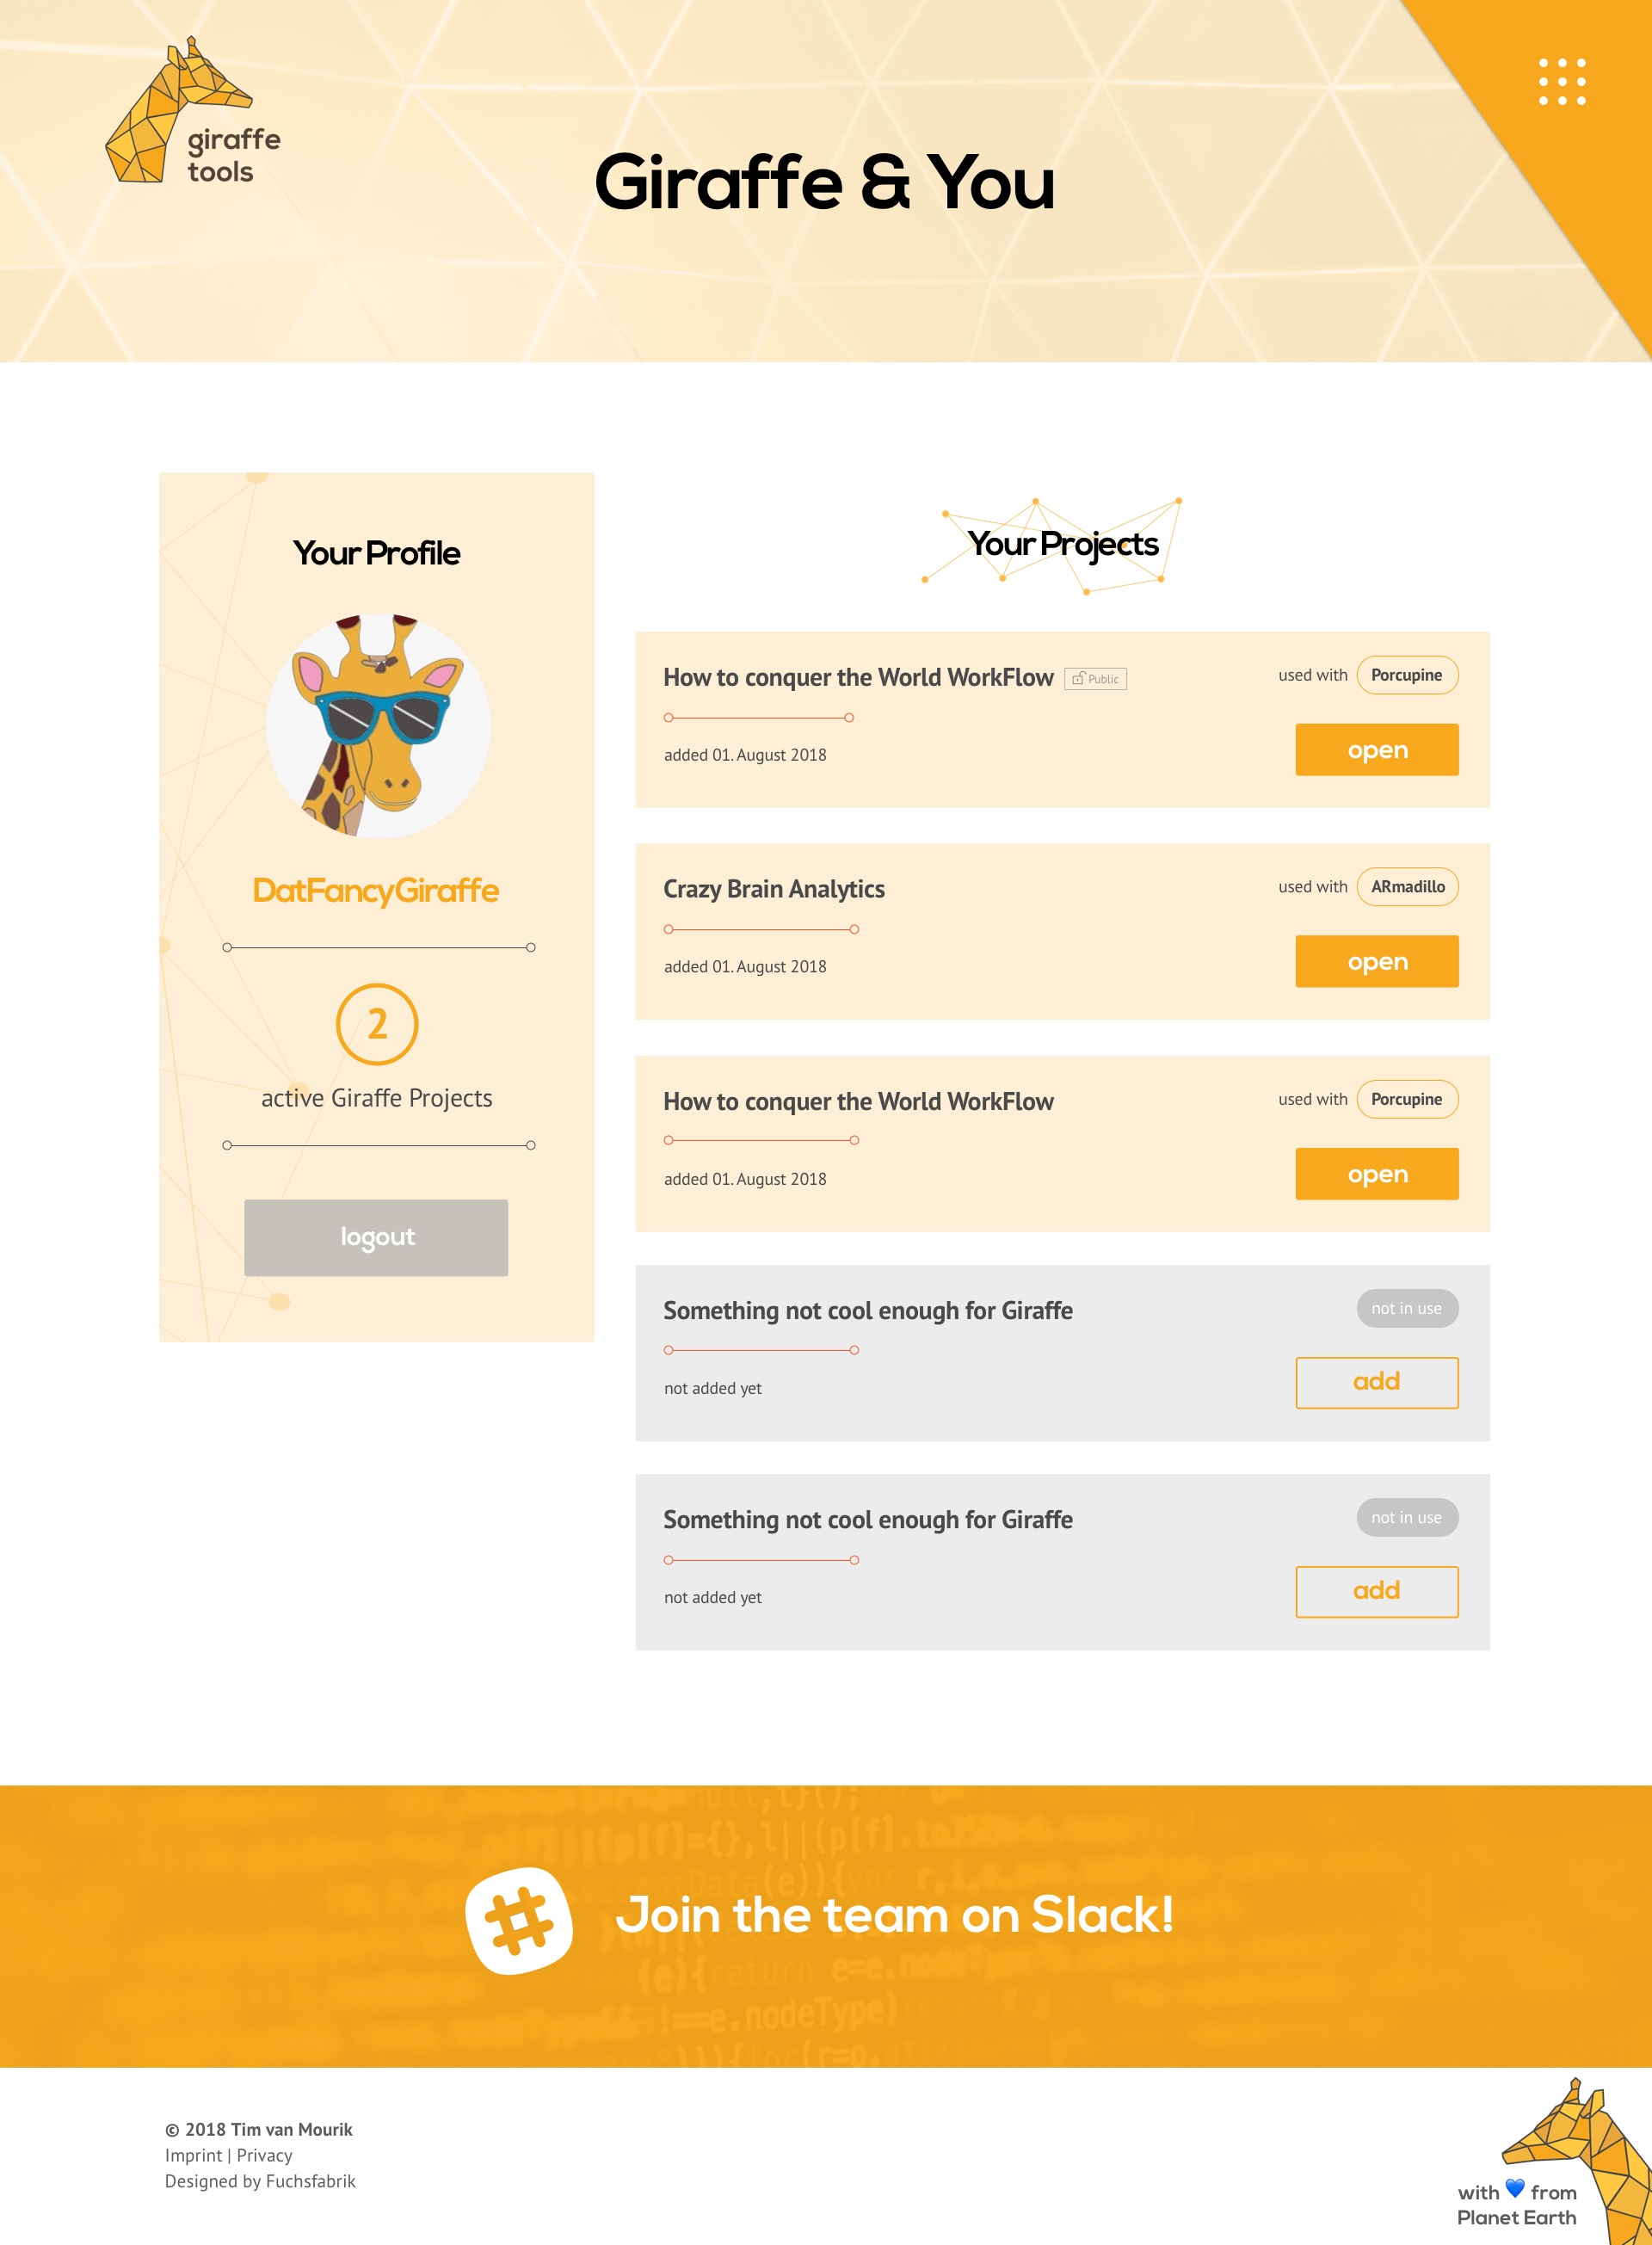 giraffe
tools
Giraffe & You
Your Profile
DatFancyGiraffe
2
active Giraffe Projects
logout
Your Projects
How to conquer the World WorkFlow Public
used with Porcupine
added 01. August 2018
open
Crazy Brain Analytics
used with ARmadillo
added 01. August 2018
open
How to conquer the World WorkFlow
used with Porcupine
added 01. August 2018
open
Something not cool enough for Giraffe
not in use
not added yet
add
Something not cool enough for Giraffe
not in use
not added yet
add
Join the team on Slack!
(e){return e=e.nodeType
!==e.nodeType)
© 2018 Tim van Mourik
Imprint | Privacy
Designed by Fuchsfabrik
with 💙 from
Planet Earth